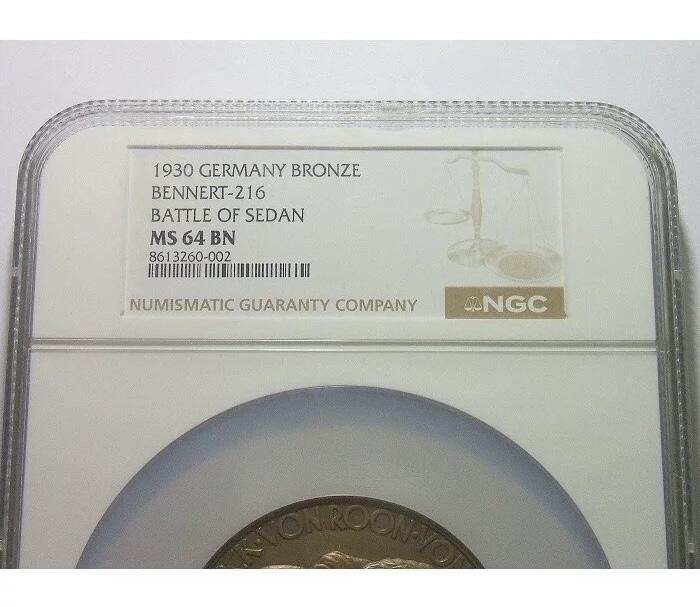 1930 GERMANY BRONZE
BENNERT-216
BATTLE OF SEDAN
MS 64 BN
8613260-002
NUMISMATIC GUARANTY COMPANY
NGC
K·VON ROON·VON